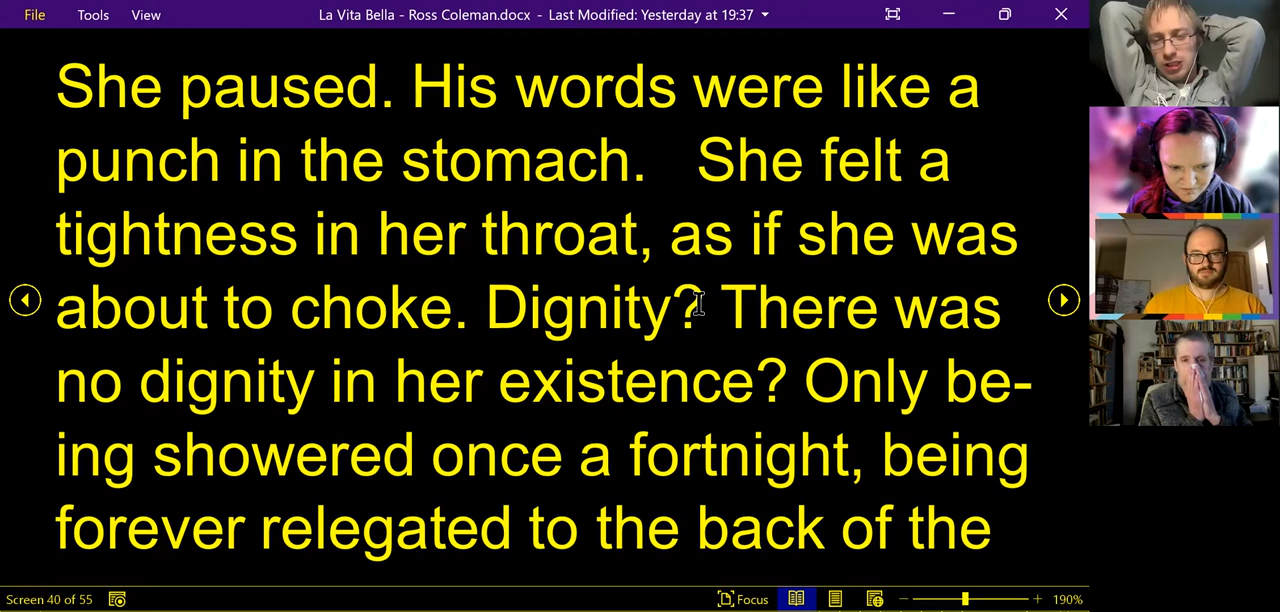 File Tools View La Vita Bella - Ross Coleman.docx - Last Modified: Yesterday at 19:37
She paused. His words were like a
punch in the stomach. She felt a
tightness in her throat, as if she was
about to choke. Dignity? There was
no dignity in her existence? Only be-
ing showered once a fortnight, being
forever relegated to the back of the
Screen 40 of 55 Focus 190%